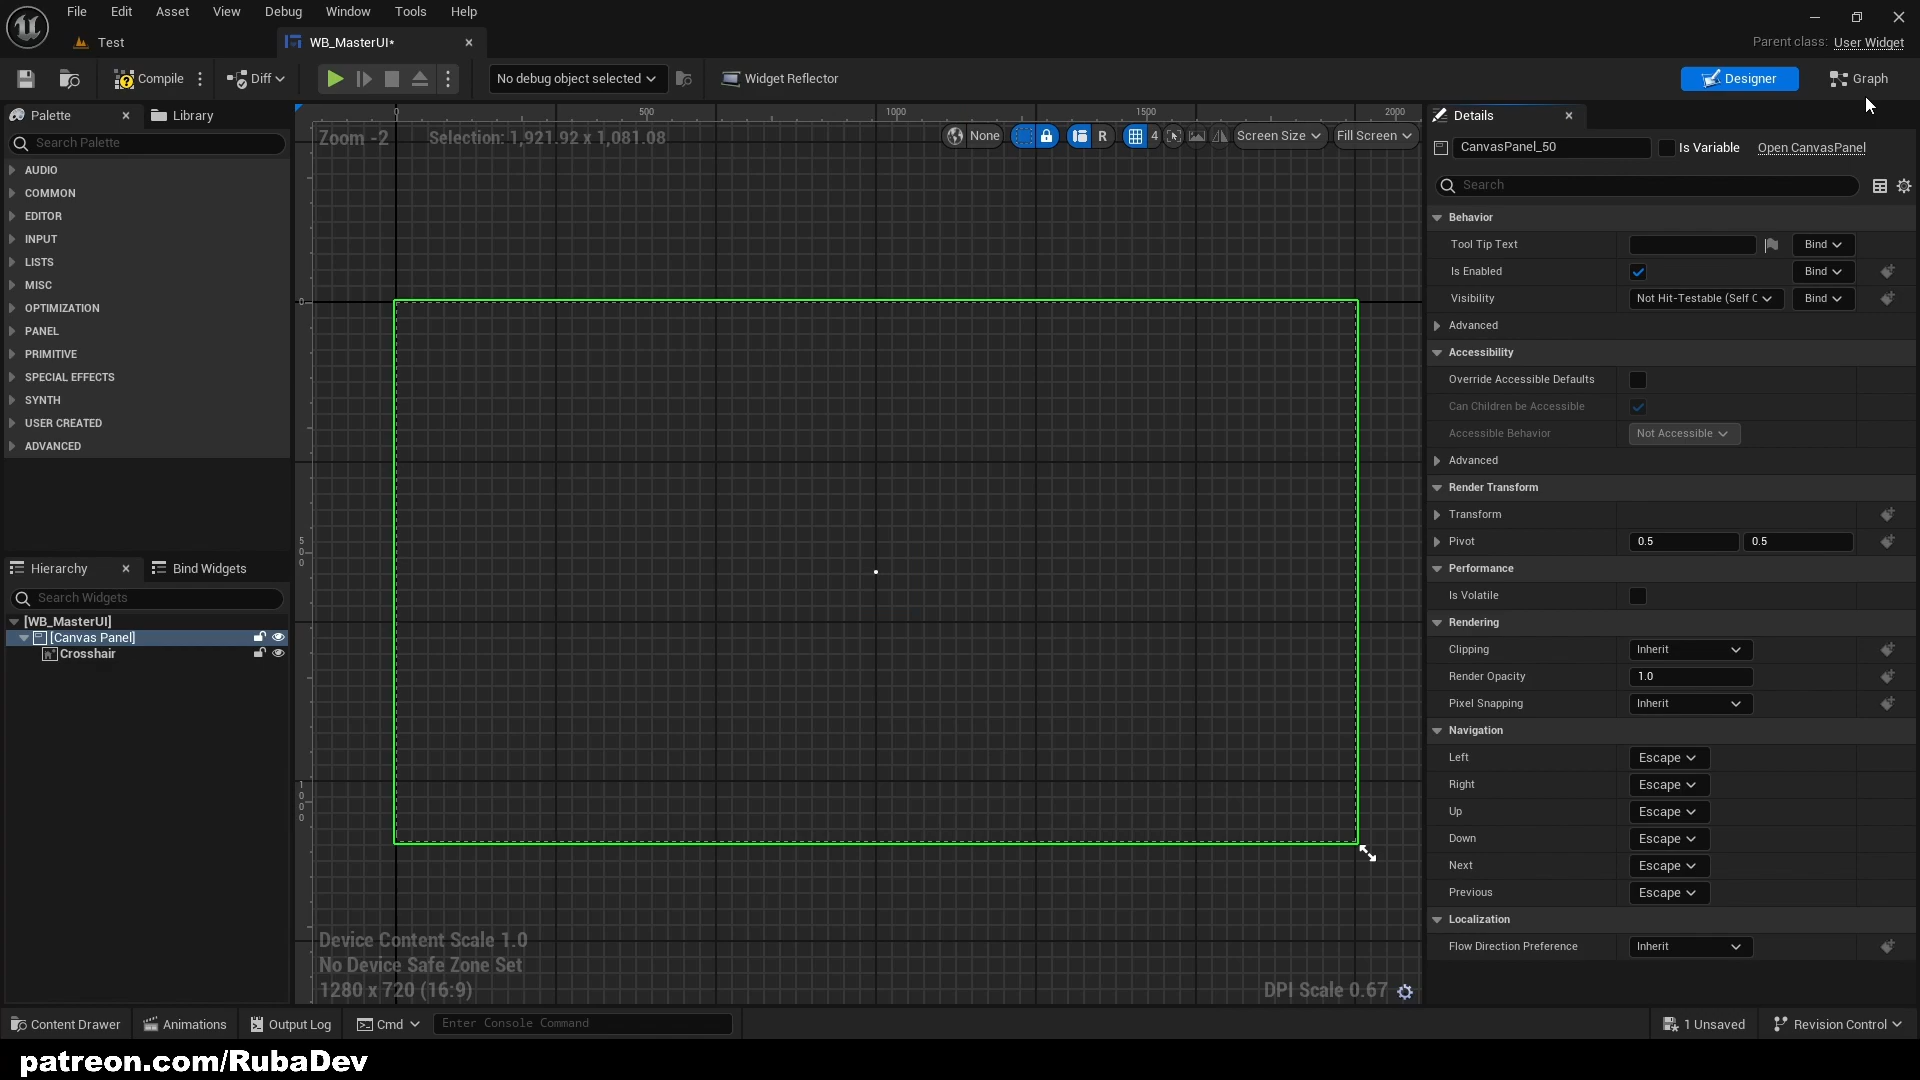 File Edit Asset View Debug Window Tools Help
Test
WB_MasterUI*
Parent class: User Widget
Compile
Diff
No debug object selected
Widget Reflector
Designer
Graph
Palette
Library
Search Palette
AUDIO
COMMON
EDITOR
INPUT
LISTS
MISC
OPTIMIZATION
PANEL
PRIMITIVE
SPECIAL EFFECTS
SYNTH
USER CREATED
ADVANCED
Hierarchy
Bind Widgets
Search Widgets
[WB_MasterUI]
[Canvas Panel]
Crosshair
0 500 1000 1500 2000
Zoom -2
Selection: 1,921.92 x 1,081.08
None
R
4
Screen Size
Fill Screen
0
500
1000
Device Content Scale 1.0
No Device Safe Zone Set
1280 x 720 (16:9)
DPI Scale 0.67
Details
CanvasPanel_50
Is Variable
Open CanvasPanel
Search
Behavior
Tool Tip Text
Bind
Is Enabled
Bind
Visibility
Not Hit-Testable (Self C
Bind
Advanced
Accessibility
Override Accessible Defaults
Can Children be Accessible
Accessible Behavior
Not Accessible
Advanced
Render Transform
Transform
Pivot
0.5
0.5
Performance
Is Volatile
Rendering
Clipping
Inherit
Render Opacity
1.0
Pixel Snapping
Inherit
Navigation
Left
Escape
Right
Escape
Up
Escape
Down
Escape
Next
Escape
Previous
Escape
Localization
Flow Direction Preference
Inherit
Content Drawer
Animations
Output Log
Cmd
Enter Console Command
1 Unsaved
Revision Control
patreon.com/RubaDev